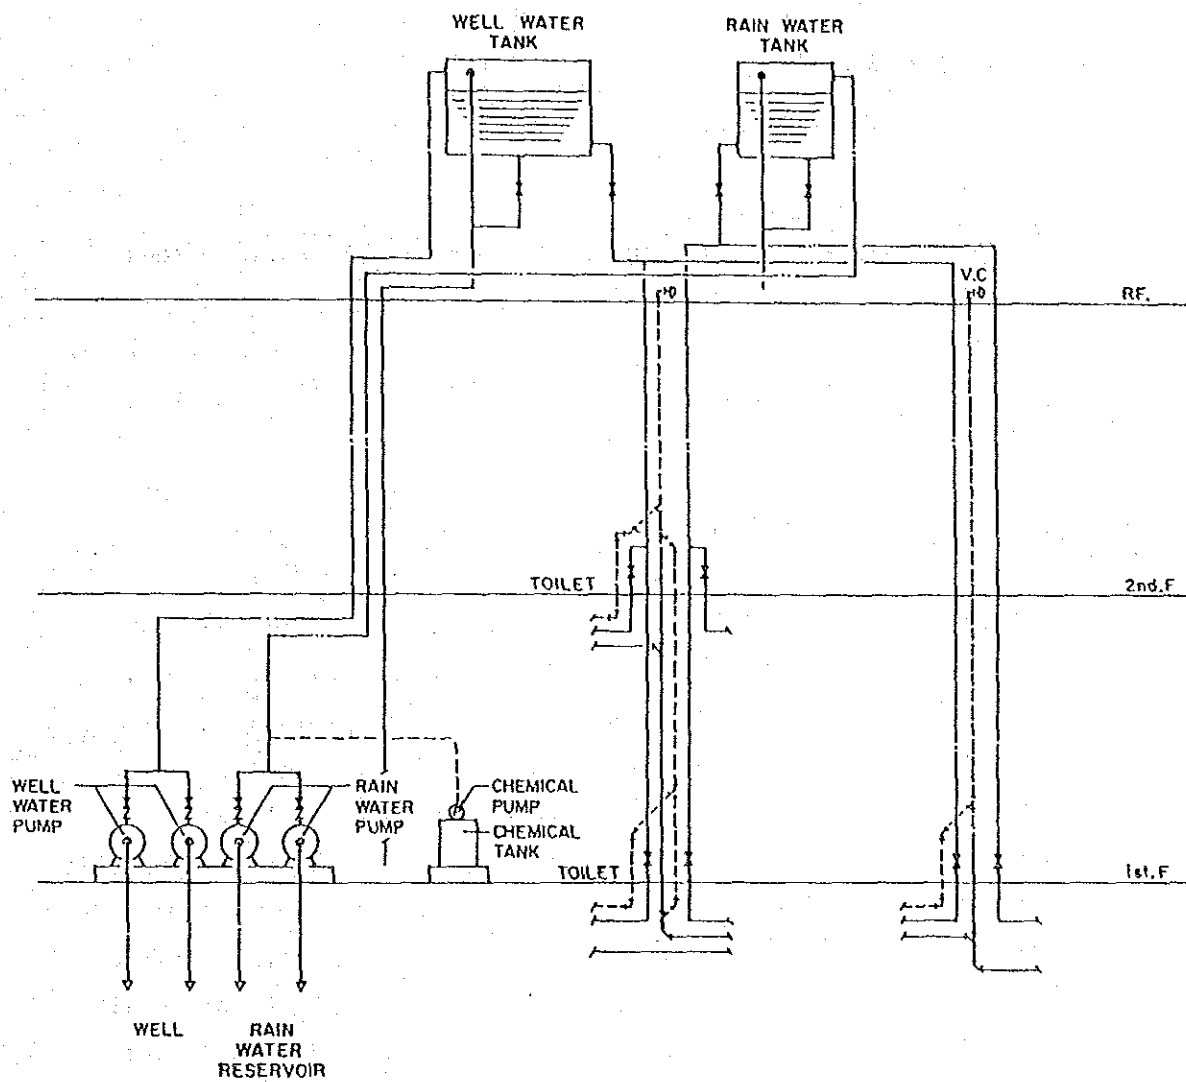 WELL WATER
TANK
RAIN WATER
TANK
V.C
RF.
TOILET
2nd.F
WELL
WATER
PUMP
RAIN
WATER
PUMP
CHEMICAL
PUMP
CHEMICAL
TANK
TOILET
1st.F
WELL
RAIN
WATER
RESERVOIR